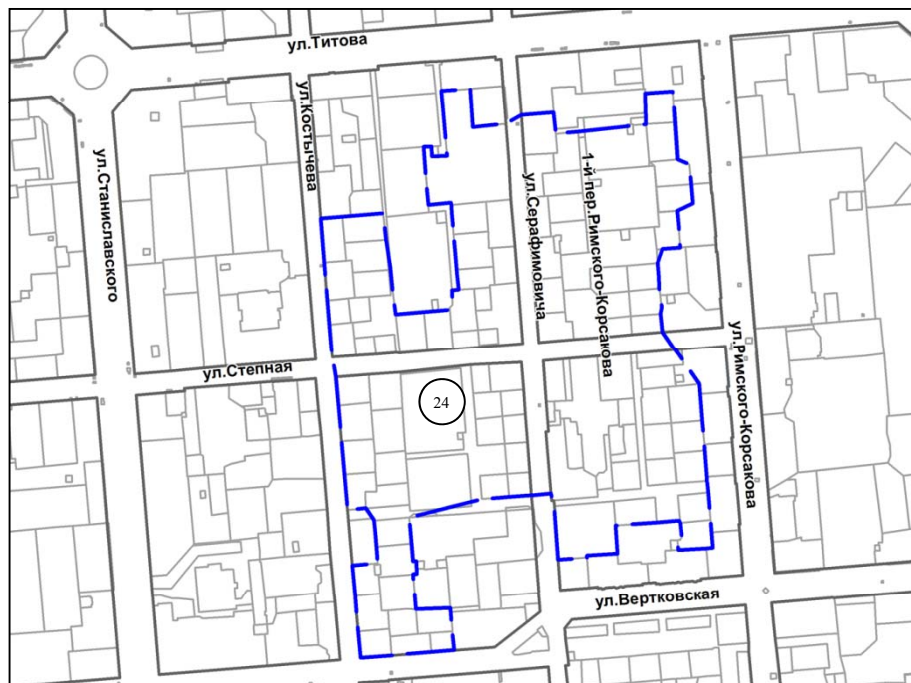 ул.Титова
ул.Костычева
ул.Станиславского
1-й пер.Римского-Корсакова
ул.Серафимовича
ул.Римского-Корсакова
ул.Степная
24
ул.Вертковская